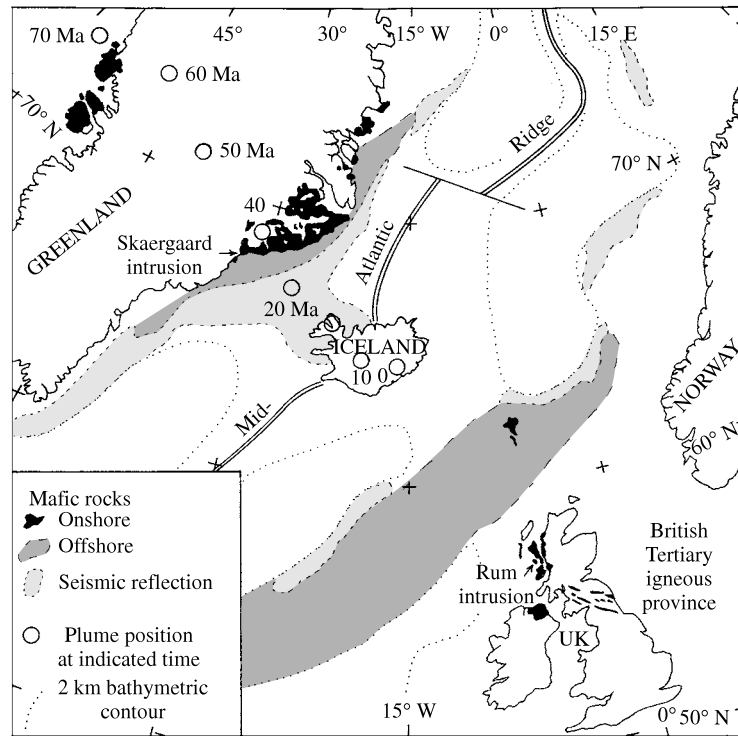 70 Ma
45°
30°
15° W
0°
15° E
60 Ma
70° N
Ridge
50 Ma
70° N
GREENLAND
40
Skaergaard
intrusion
Atlantic
20 Ma
ICELAND
10 0
NORWAY
Mid-
60° N
Mafic rocks
Onshore
Offshore
Seismic reflection
Plume position
at indicated time
2 km bathymetric
contour
British
Tertiary
igneous
province
Rum
intrusion
UK
15° W
0° 50° N